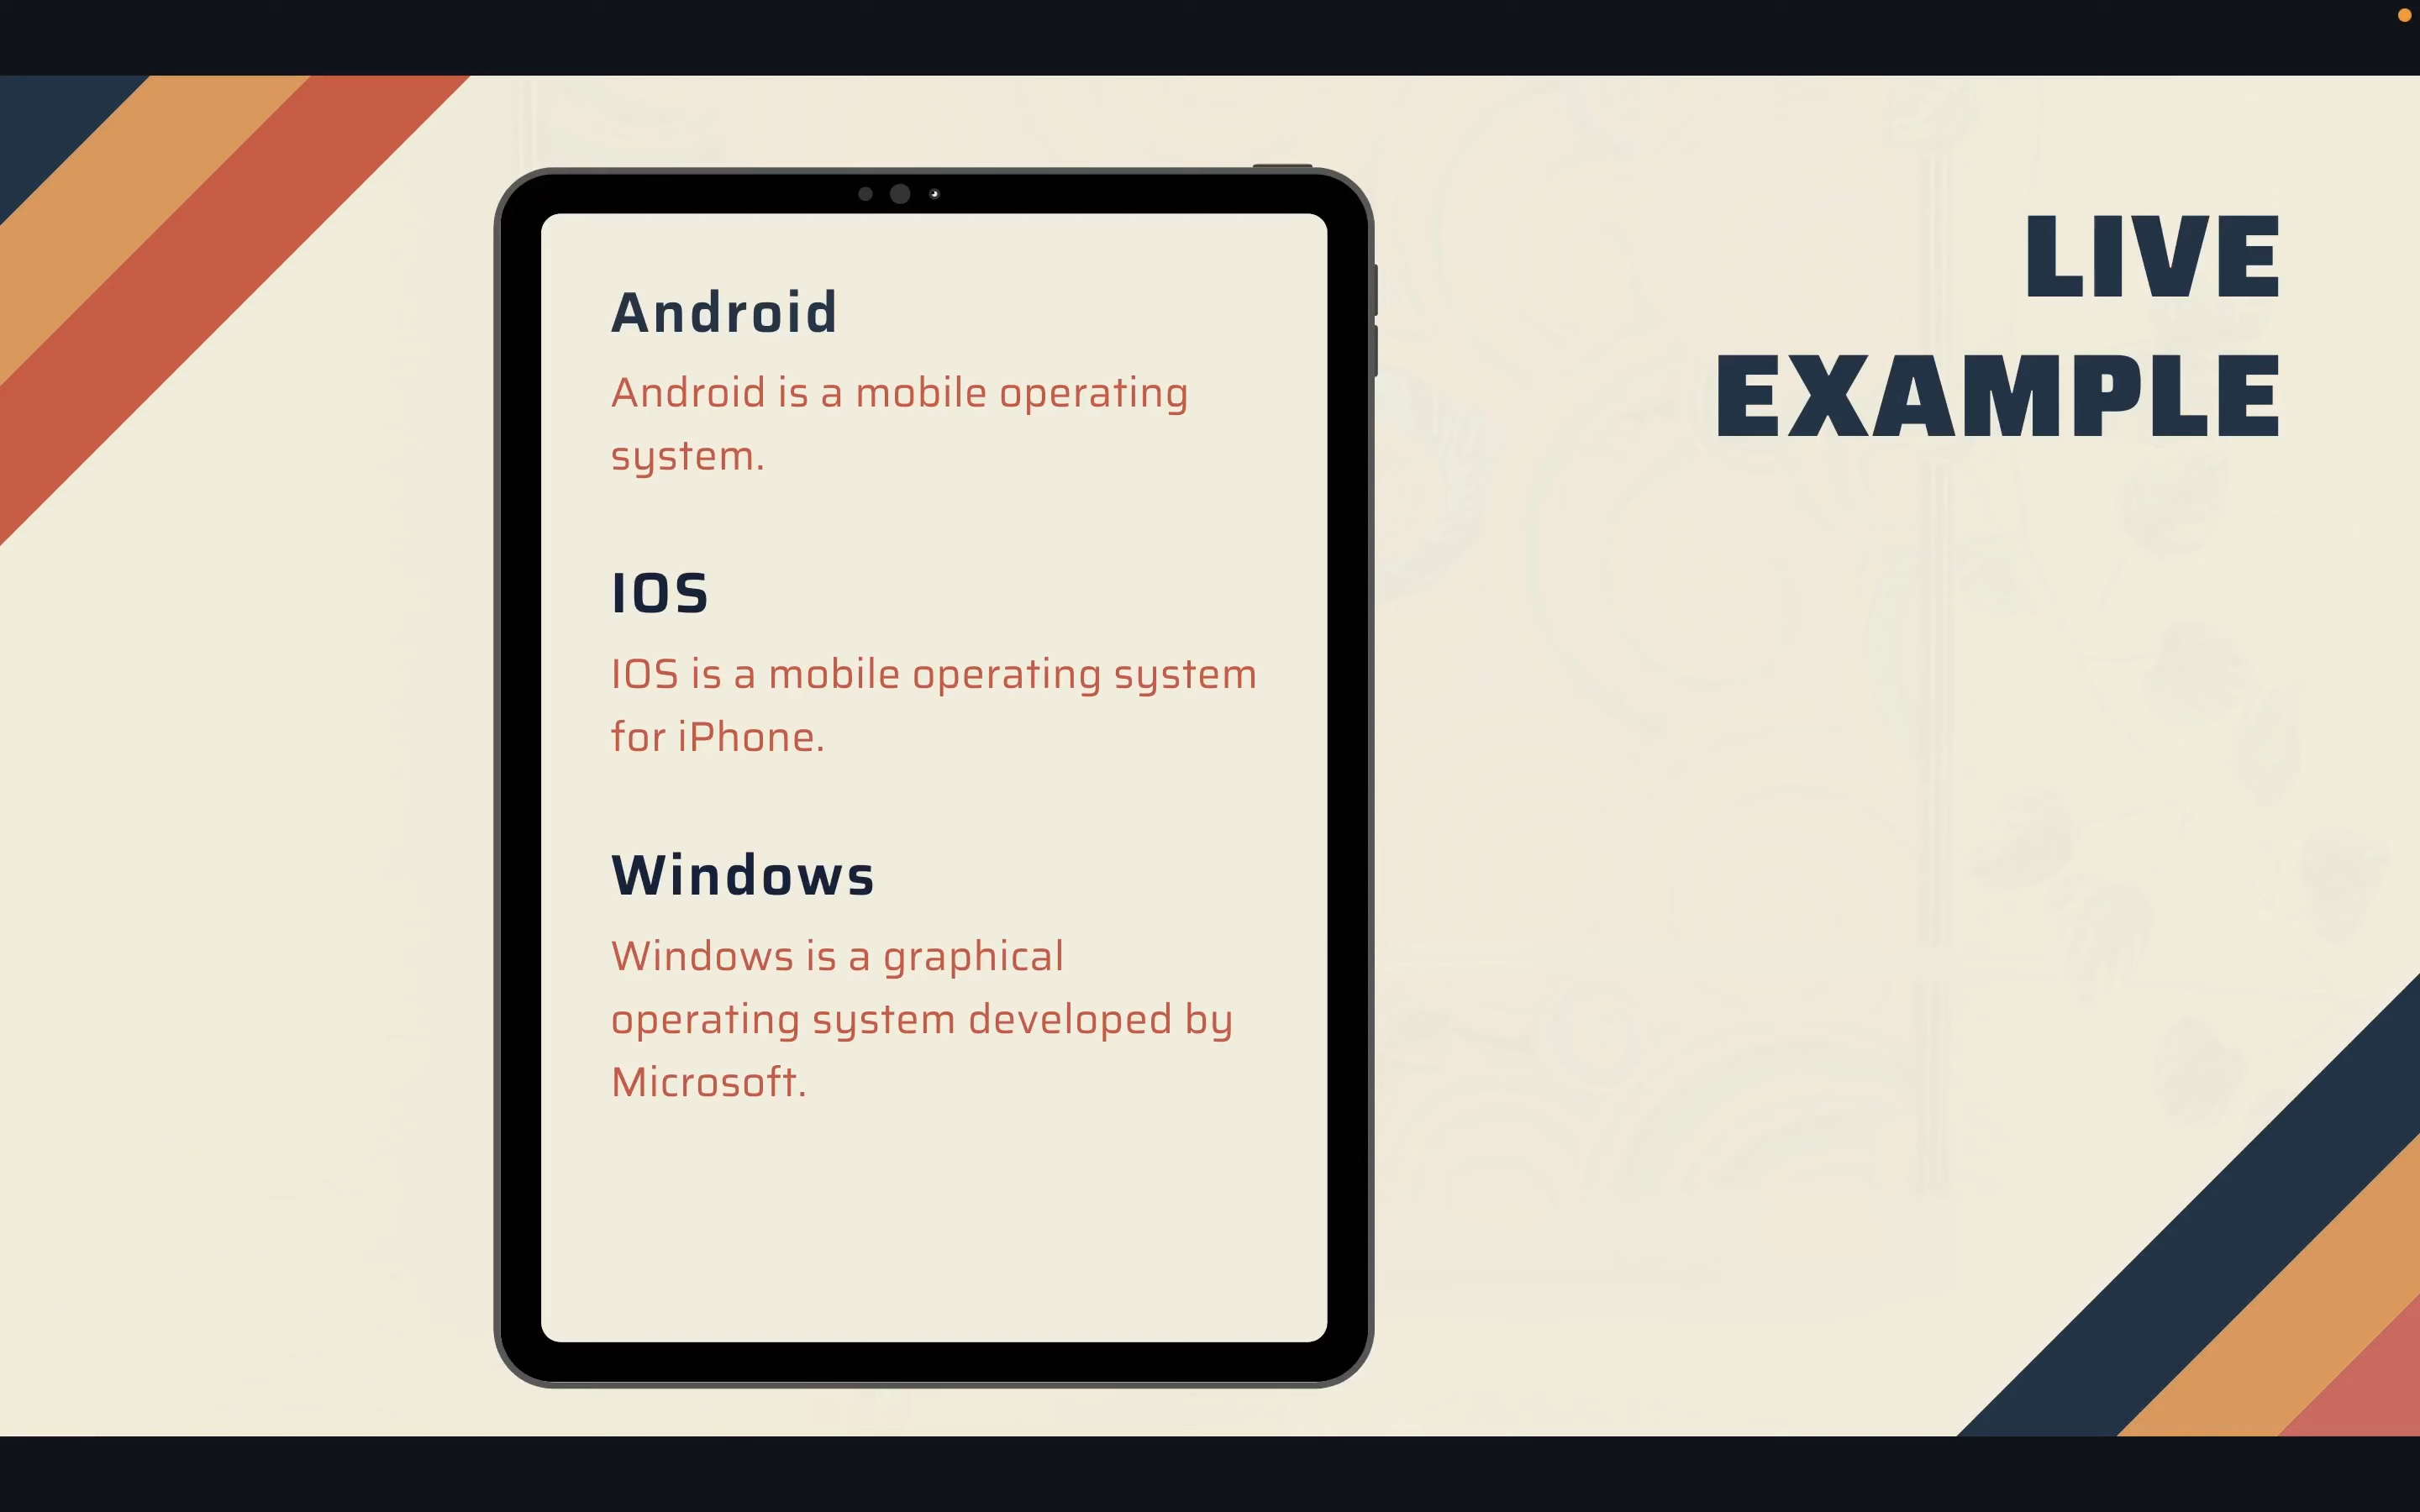 LIVE
EXAMPLE
Android
Android is a mobile operating
system.
IOS
IOS is a mobile operating system
for iPhone.
Windows
Windows is a graphical
operating system developed by
Microsoft.